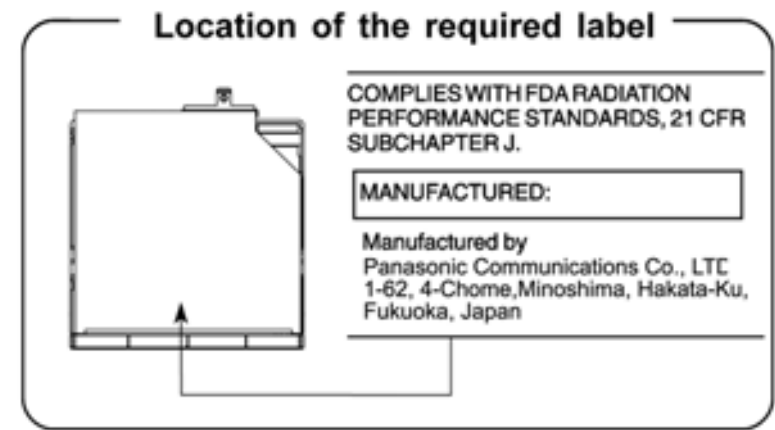 Location of the required label
COMPLIES WITH FDA RADIATION
PERFORMANCE STANDARDS, 21 CFR
SUBCHAPTER J.
MANUFACTURED:
Manufactured by
Panasonic Communications Co., LTD
1-62, 4-Chome,Minoshima, Hakata-Ku,
Fukuoka, Japan